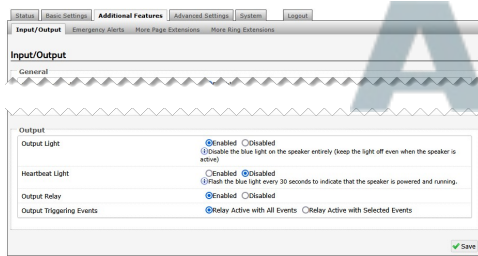 Status Basic Settings Additional Features Advanced Settings System Logout
Input/Output Emergency Alerts More Page Extensions More Ring Extensions
Input/Output
General
Output
Output Light Enabled Disabled
Disable the blue light on the speaker entirely (keep the light off even when the speaker is
active)
Heartbeat Light Enabled Disabled
Flash the blue light every 30 seconds to indicate that the speaker is powered and running.
Output Relay Enabled Disabled
Output Triggering Events Relay Active with All Events Relay Active with Selected Events
Save